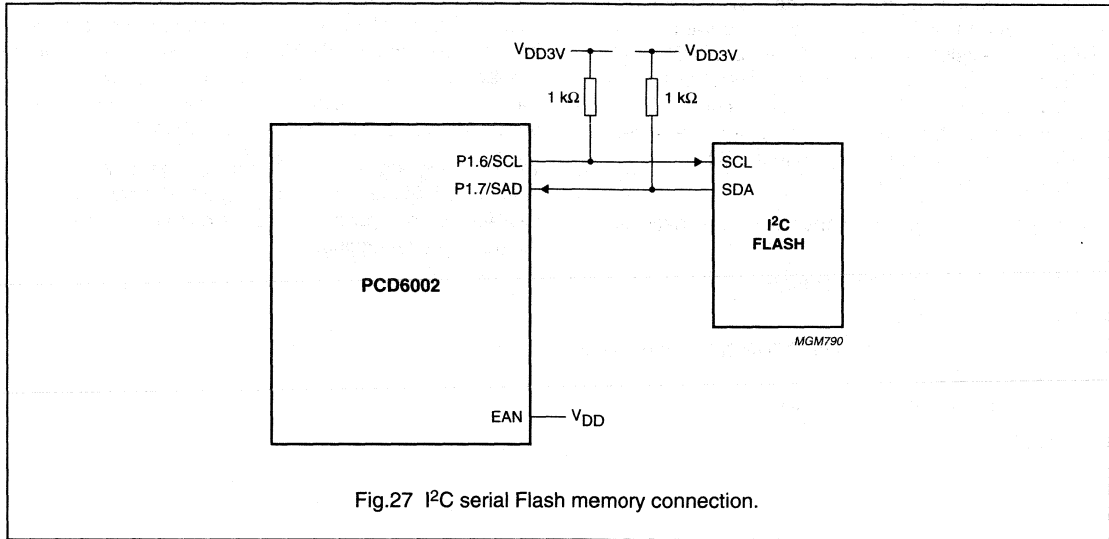 VDD3V VDD3V
1 kΩ 1 kΩ
P1.6/SCL SCL
P1.7/SAD SDA
I²C
FLASH
PCD6002
MGM790
EAN VDD
Fig.27 I²C serial Flash memory connection.